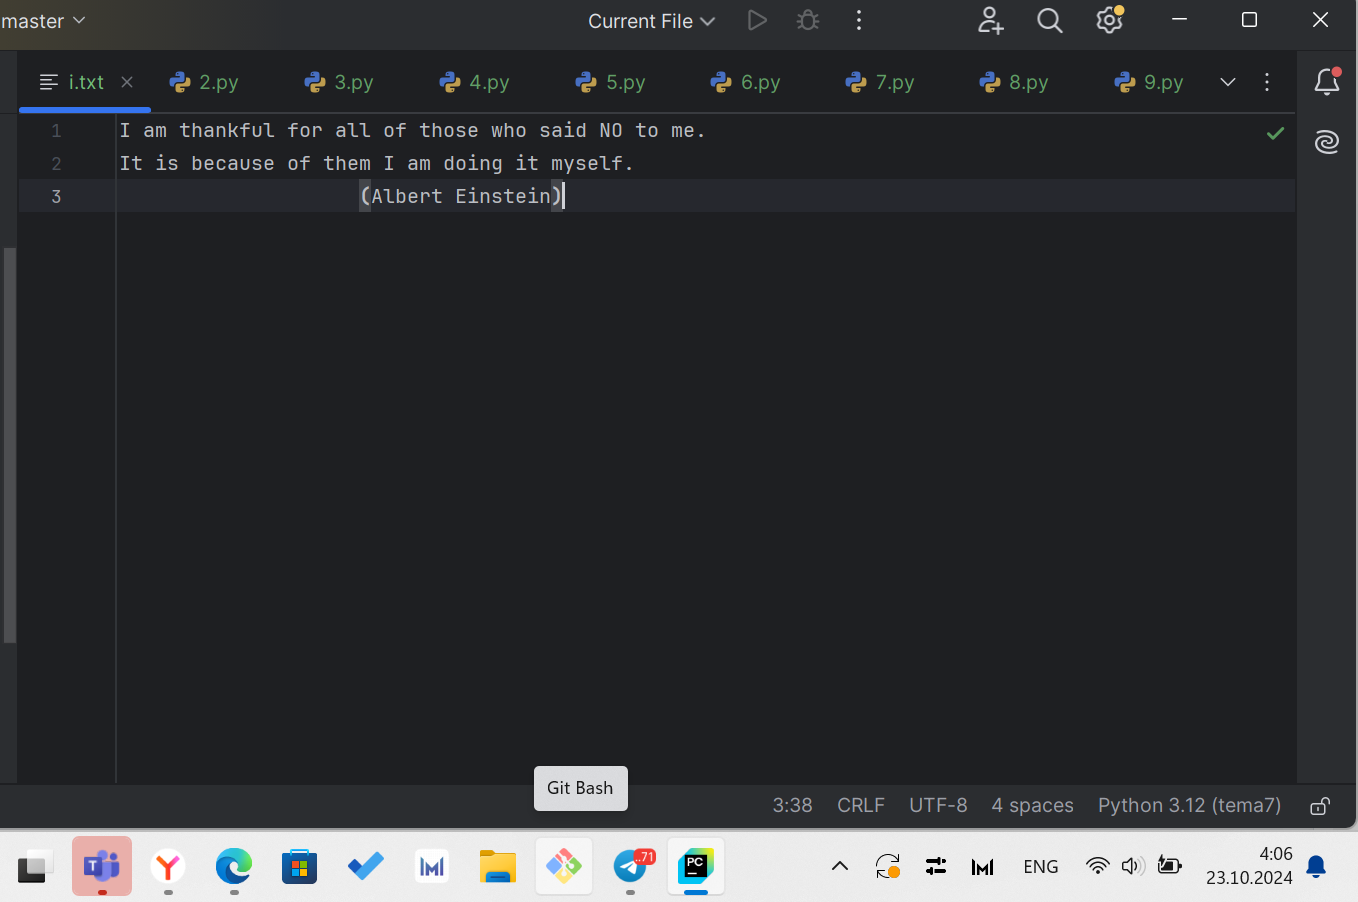 master
Current File
i.txt
2.py
3.py
4.py
5.py
6.py
7.py
8.py
9.py
1 I am thankful for all of those who said NO to me.
2 It is because of them I am doing it myself.
3 (Albert Einstein)
Git Bash
3:38 CRLF UTF-8 4 spaces Python 3.12 (tema7)
T
..71
PC
ENG
4:06
23.10.2024